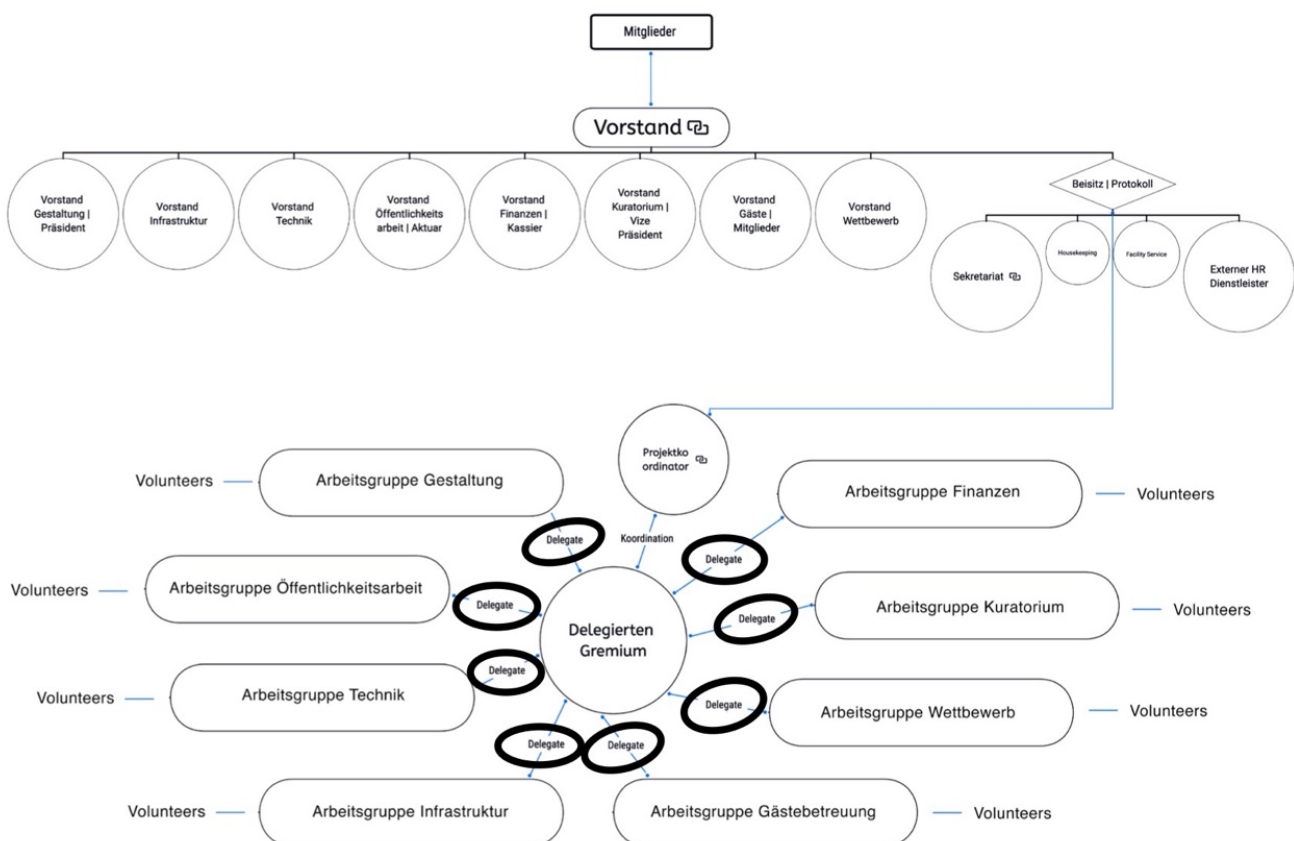 Mitglieder
Vorstand
Vorstand
Gestaltung |
Präsident
Vorstand
Infrastruktur
Vorstand
Technik
Vorstand
Öffentlichkeits
arbeit | Aktuar
Vorstand
Finanzen |
Kassier
Vorstand
Kuratorium |
Vize
Präsident
Vorstand
Gäste |
Mitglieder
Vorstand
Wettbewerb
Beisitz | Protokoll
Sekretariat
Housekeeping
Facility Service
Externer HR
Dienstleister
Projektko
ordinator
Volunteers
Arbeitsgruppe Gestaltung
Arbeitsgruppe Finanzen
Volunteers
Delegate
Koordination
Delegate
Volunteers
Arbeitsgruppe Öffentlichkeitsarbeit
Delegate
Delegate
Arbeitsgruppe Kuratorium
Volunteers
Delegierten
Gremium
Volunteers
Arbeitsgruppe Technik
Delegate
Delegate
Arbeitsgruppe Wettbewerb
Volunteers
Delegate
Delegate
Volunteers
Arbeitsgruppe Infrastruktur
Arbeitsgruppe Gästebetreuung
Volunteers